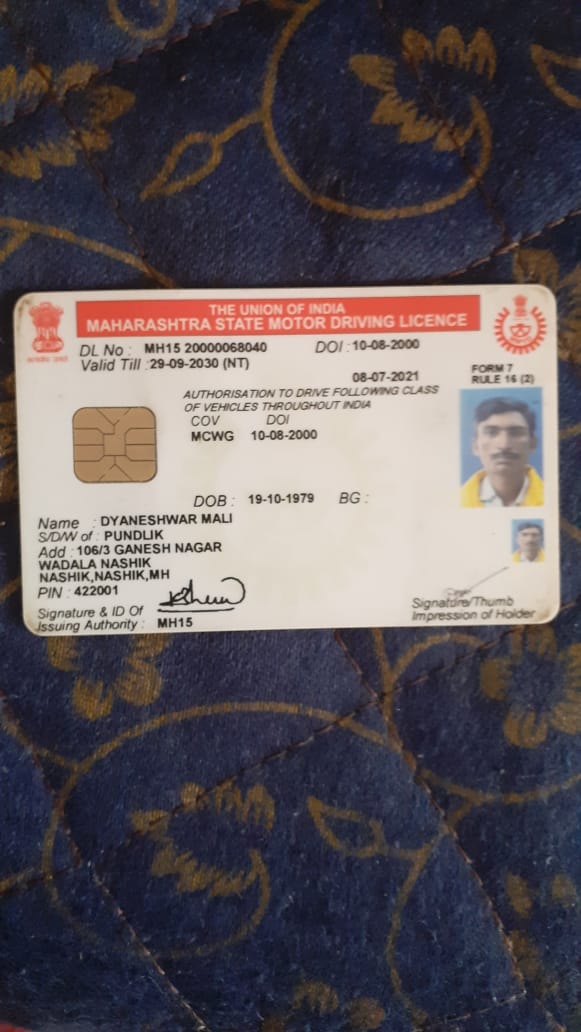 THE UNION OF INDIA
MAHARASHTRA STATE MOTOR DRIVING LICENCE
DL No : MH15 20000068040 DOI : 10-08-2000
Valid Till : 29-09-2030 (NT)
08-07-2021
FORM 7
RULE 16 (2)
AUTHORISATION TO DRIVE FOLLOWING CLASS
OF VEHICLES THROUGHOUT INDIA
COV DOI
MCWG 10-08-2000
DOB : 19-10-1979 BG :
Name : DYANESHWAR MALI
S/D/W of : PUNDLIK
Add : 106/3 GANESH NAGAR
WADALA NASHIK
NASHIK,NASHIK,MH
PIN : 422001
Signature & ID Of
Issuing Authority : MH15
Signature/Thumb
Impression of Holder